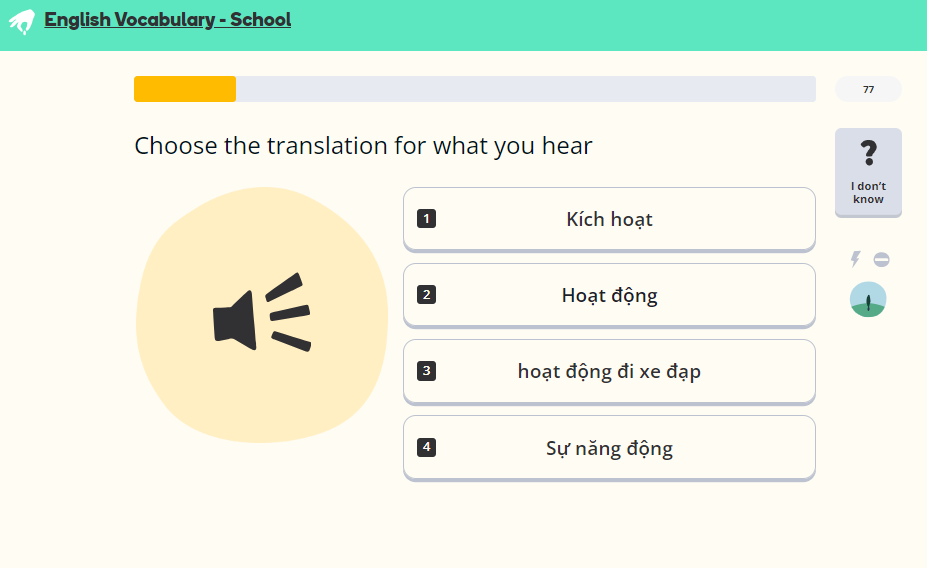 English Vocabulary - School
77
Choose the translation for what you hear
?
I don't
know
1 Kích hoạt
2 Hoạt động
3 hoạt động đi xe đạp
4 Sự năng động